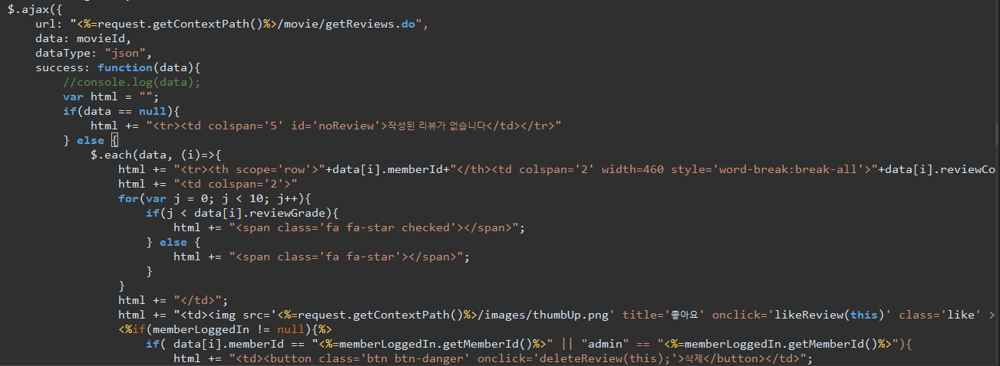 $.ajax({
    url: "<%=request.getContextPath()%>/movie/getReviews.do",
    data: movieId,
    dataType: "json",
    success: function(data){
        //console.log(data);
        var html = "";
        if(data == null){
            html += "<tr><td colspan='5' id='noReview'>작성된 리뷰가 없습니다</td></tr>"
        } else {
            $.each(data, (i)=>{
                html += "<tr><th scope='row'>"+data[i].memberId+"</th><td colspan='2' width=460 style='word-break:break-all'>"+data[i].reviewCo
                html += "<td colspan='2'>"
                for(var j = 0; j < 10; j++){
                    if(j < data[i].reviewGrade){
                        html += "<span class='fa fa-star checked'></span>";
                    } else {
                        html += "<span class='fa fa-star'></span>";
                    }
                }
                html += "</td>";
                html += "<td><img src='<%=request.getContextPath()%>/images/thumbUp.png' title='좋아요' onclick='likeReview(this)' class='like' >
                <%if(memberLoggedIn != null){%>
                    if( data[i].memberId == "<%=memberLoggedIn.getMemberId()%>" || "admin" == "<%=memberLoggedIn.getMemberId()%>"){
                        html += "<td><button class='btn btn-danger' onclick='deleteReview(this);'>삭제</button></td>";